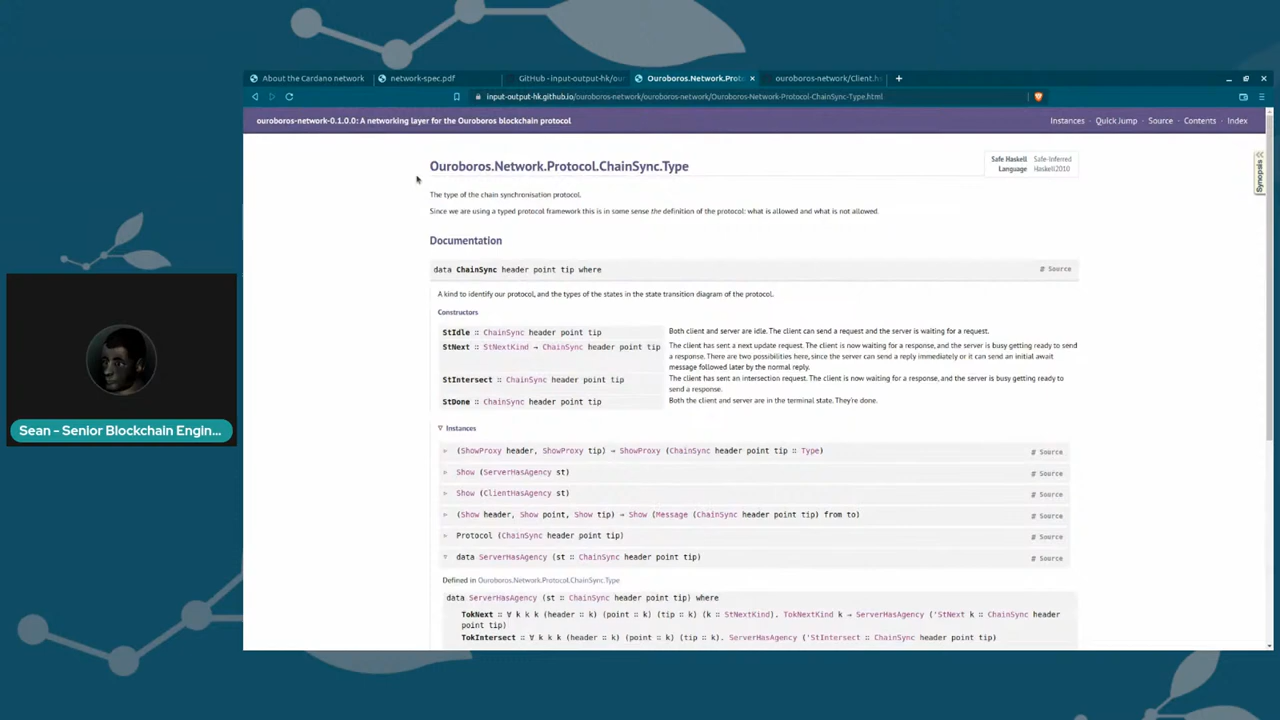 About the Cardano network
network-spec.pdf
GitHub - input-output-hk/ou
Ouroboros.Network.Proto
ouroboros-network/Client.h
input-output-hk.github.io/ouroboros-network/ouroboros-network/Ouroboros-Network-Protocol-ChainSync-Type.html
ouroboros-network-0.1.0.0: A networking layer for the Ouroboros blockchain protocol
Instances · Quick Jump · Source · Contents · Index
Ouroboros.Network.Protocol.ChainSync.Type
Safe Haskell Safe-Inferred
Language Haskell2010
Synopsis
The type of the chain synchronisation protocol.
Since we are using a typed protocol framework this is in some sense the definition of the protocol: what is allowed and what is not allowed.
Documentation
data ChainSync header point tip where
# Source
A kind to identify our protocol, and the types of the states in the state transition diagram of the protocol.
Constructors
StIdle :: ChainSync header point tip
Both client and server are idle. The client can send a request and the server is waiting for a request.
StNext :: StNextKind → ChainSync header point tip
The client has sent a next update request. The client is now waiting for a response, and the server is busy getting ready to send
a response. There are two possibilities here, since the server can send a reply immediately or it can send an initial await
message followed later by the normal reply.
StIntersect :: ChainSync header point tip
The client has sent an intersection request. The client is now waiting for a response, and the server is busy getting ready to
send a response.
StDone :: ChainSync header point tip
Both the client and server are in the terminal state. They're done.
▽ Instances
▹ (ShowProxy header, ShowProxy tip) ⇒ ShowProxy (ChainSync header point tip :: Type)
# Source
▹ Show (ServerHasAgency st)
# Source
▹ Show (ClientHasAgency st)
# Source
▹ (Show header, Show point, Show tip) ⇒ Show (Message (ChainSync header point tip) from to)
# Source
▹ Protocol (ChainSync header point tip)
# Source
▿ data ServerHasAgency (st :: ChainSync header point tip)
# Source
Defined in Ouroboros.Network.Protocol.ChainSync.Type
data ServerHasAgency (st :: ChainSync header point tip) where
TokNext :: ∀ k k k (header :: k) (point :: k) (tip :: k) (k :: StNextKind). TokNextKind k → ServerHasAgency ('StNext k :: ChainSync header
point tip)
TokIntersect :: ∀ k k k (header :: k) (point :: k) (tip :: k). ServerHasAgency ('StIntersect :: ChainSync header point tip)
Sean – Senior Blockchain Engin...